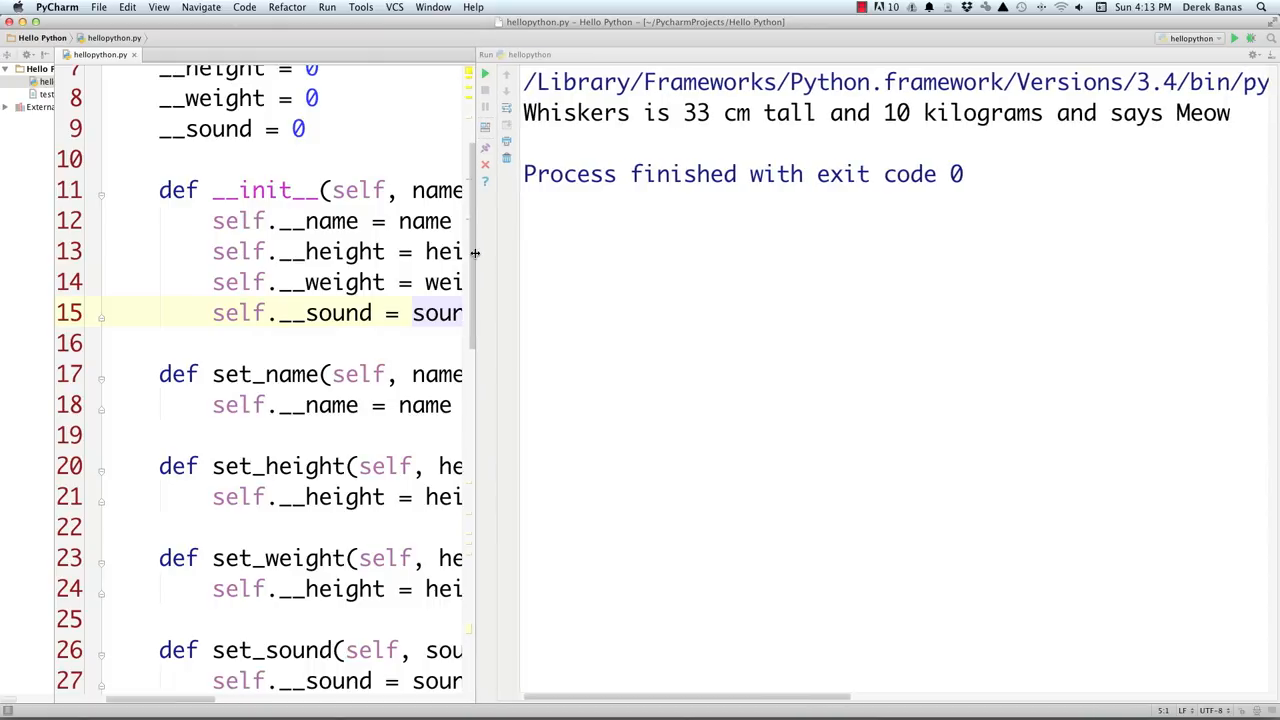 PyCharm File Edit View Navigate Code Refactor Run Tools VCS Window Help 10 Sun 4:13 PM Derek Banas
hellopython.py – Hello Python – [~/PycharmProjects/Hello Python]
Hello Python hellopython.py hellopython
hellopython.py
Run hellopython
Hello P
hell
test
Externa
7 __height = 0
8 __weight = 0
9 __sound = 0
10
11 def __init__(self, name
12 self.__name = name
13 self.__height = hei
14 self.__weight = wei
15 self.__sound = soun
16
17 def set_name(self, name
18 self.__name = name
19
20 def set_height(self, he
21 self.__height = hei
22
23 def set_weight(self, he
24 self.__height = hei
25
26 def set_sound(self, sou
27 self.__sound = soun
/Library/Frameworks/Python.framework/Versions/3.4/bin/py
Whiskers is 33 cm tall and 10 kilograms and says Meow
Process finished with exit code 0
5:1 LF UTF-8